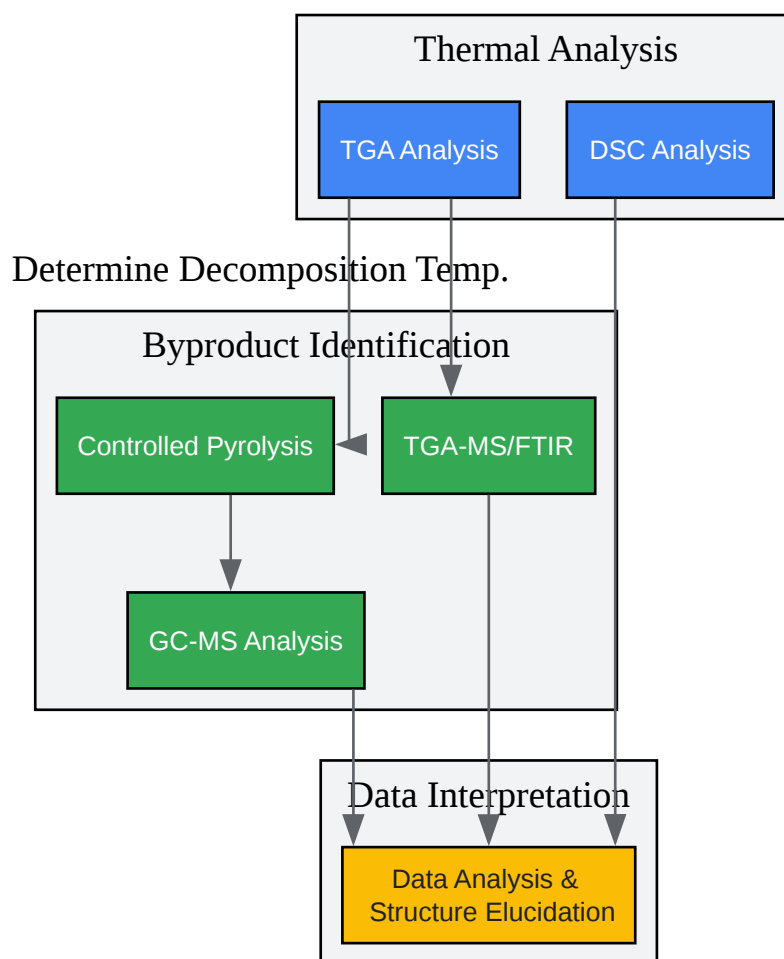 Thermal Analysis
TGA Analysis
DSC Analysis
Determine Decomposition Temp.
Byproduct Identification
Controlled Pyrolysis
TGA-MS/FTIR
GC-MS Analysis
Data Interpretation
Data Analysis &
Structure Elucidation